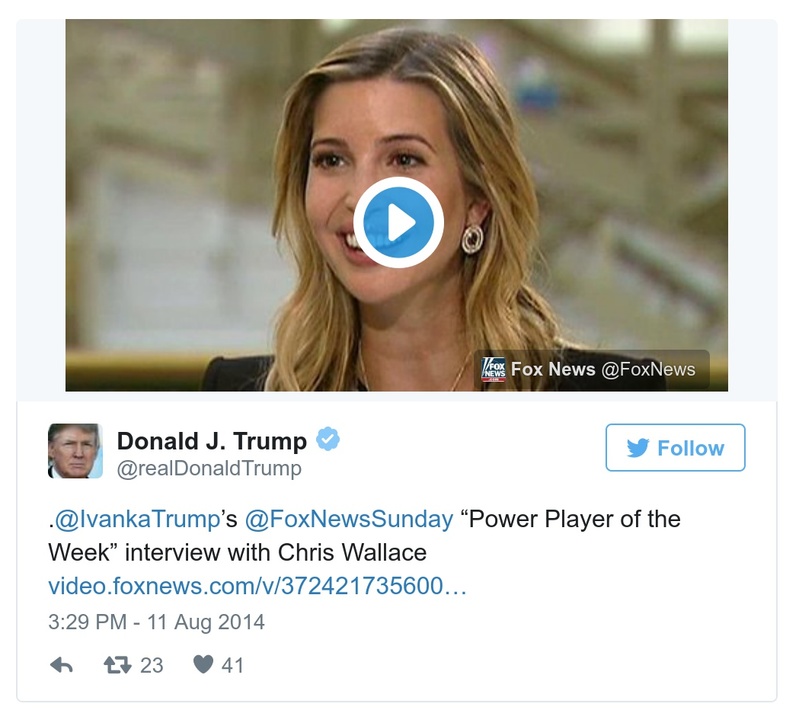 FOX
NEWS
Fox News @FoxNews
Donald J. Trump
@realDonaldTrump
Follow
.@IvankaTrump’s @FoxNewsSunday “Power Player of the
Week” interview with Chris Wallace
video.foxnews.com/v/372421735600…
3:29 PM - 11 Aug 2014
23 41